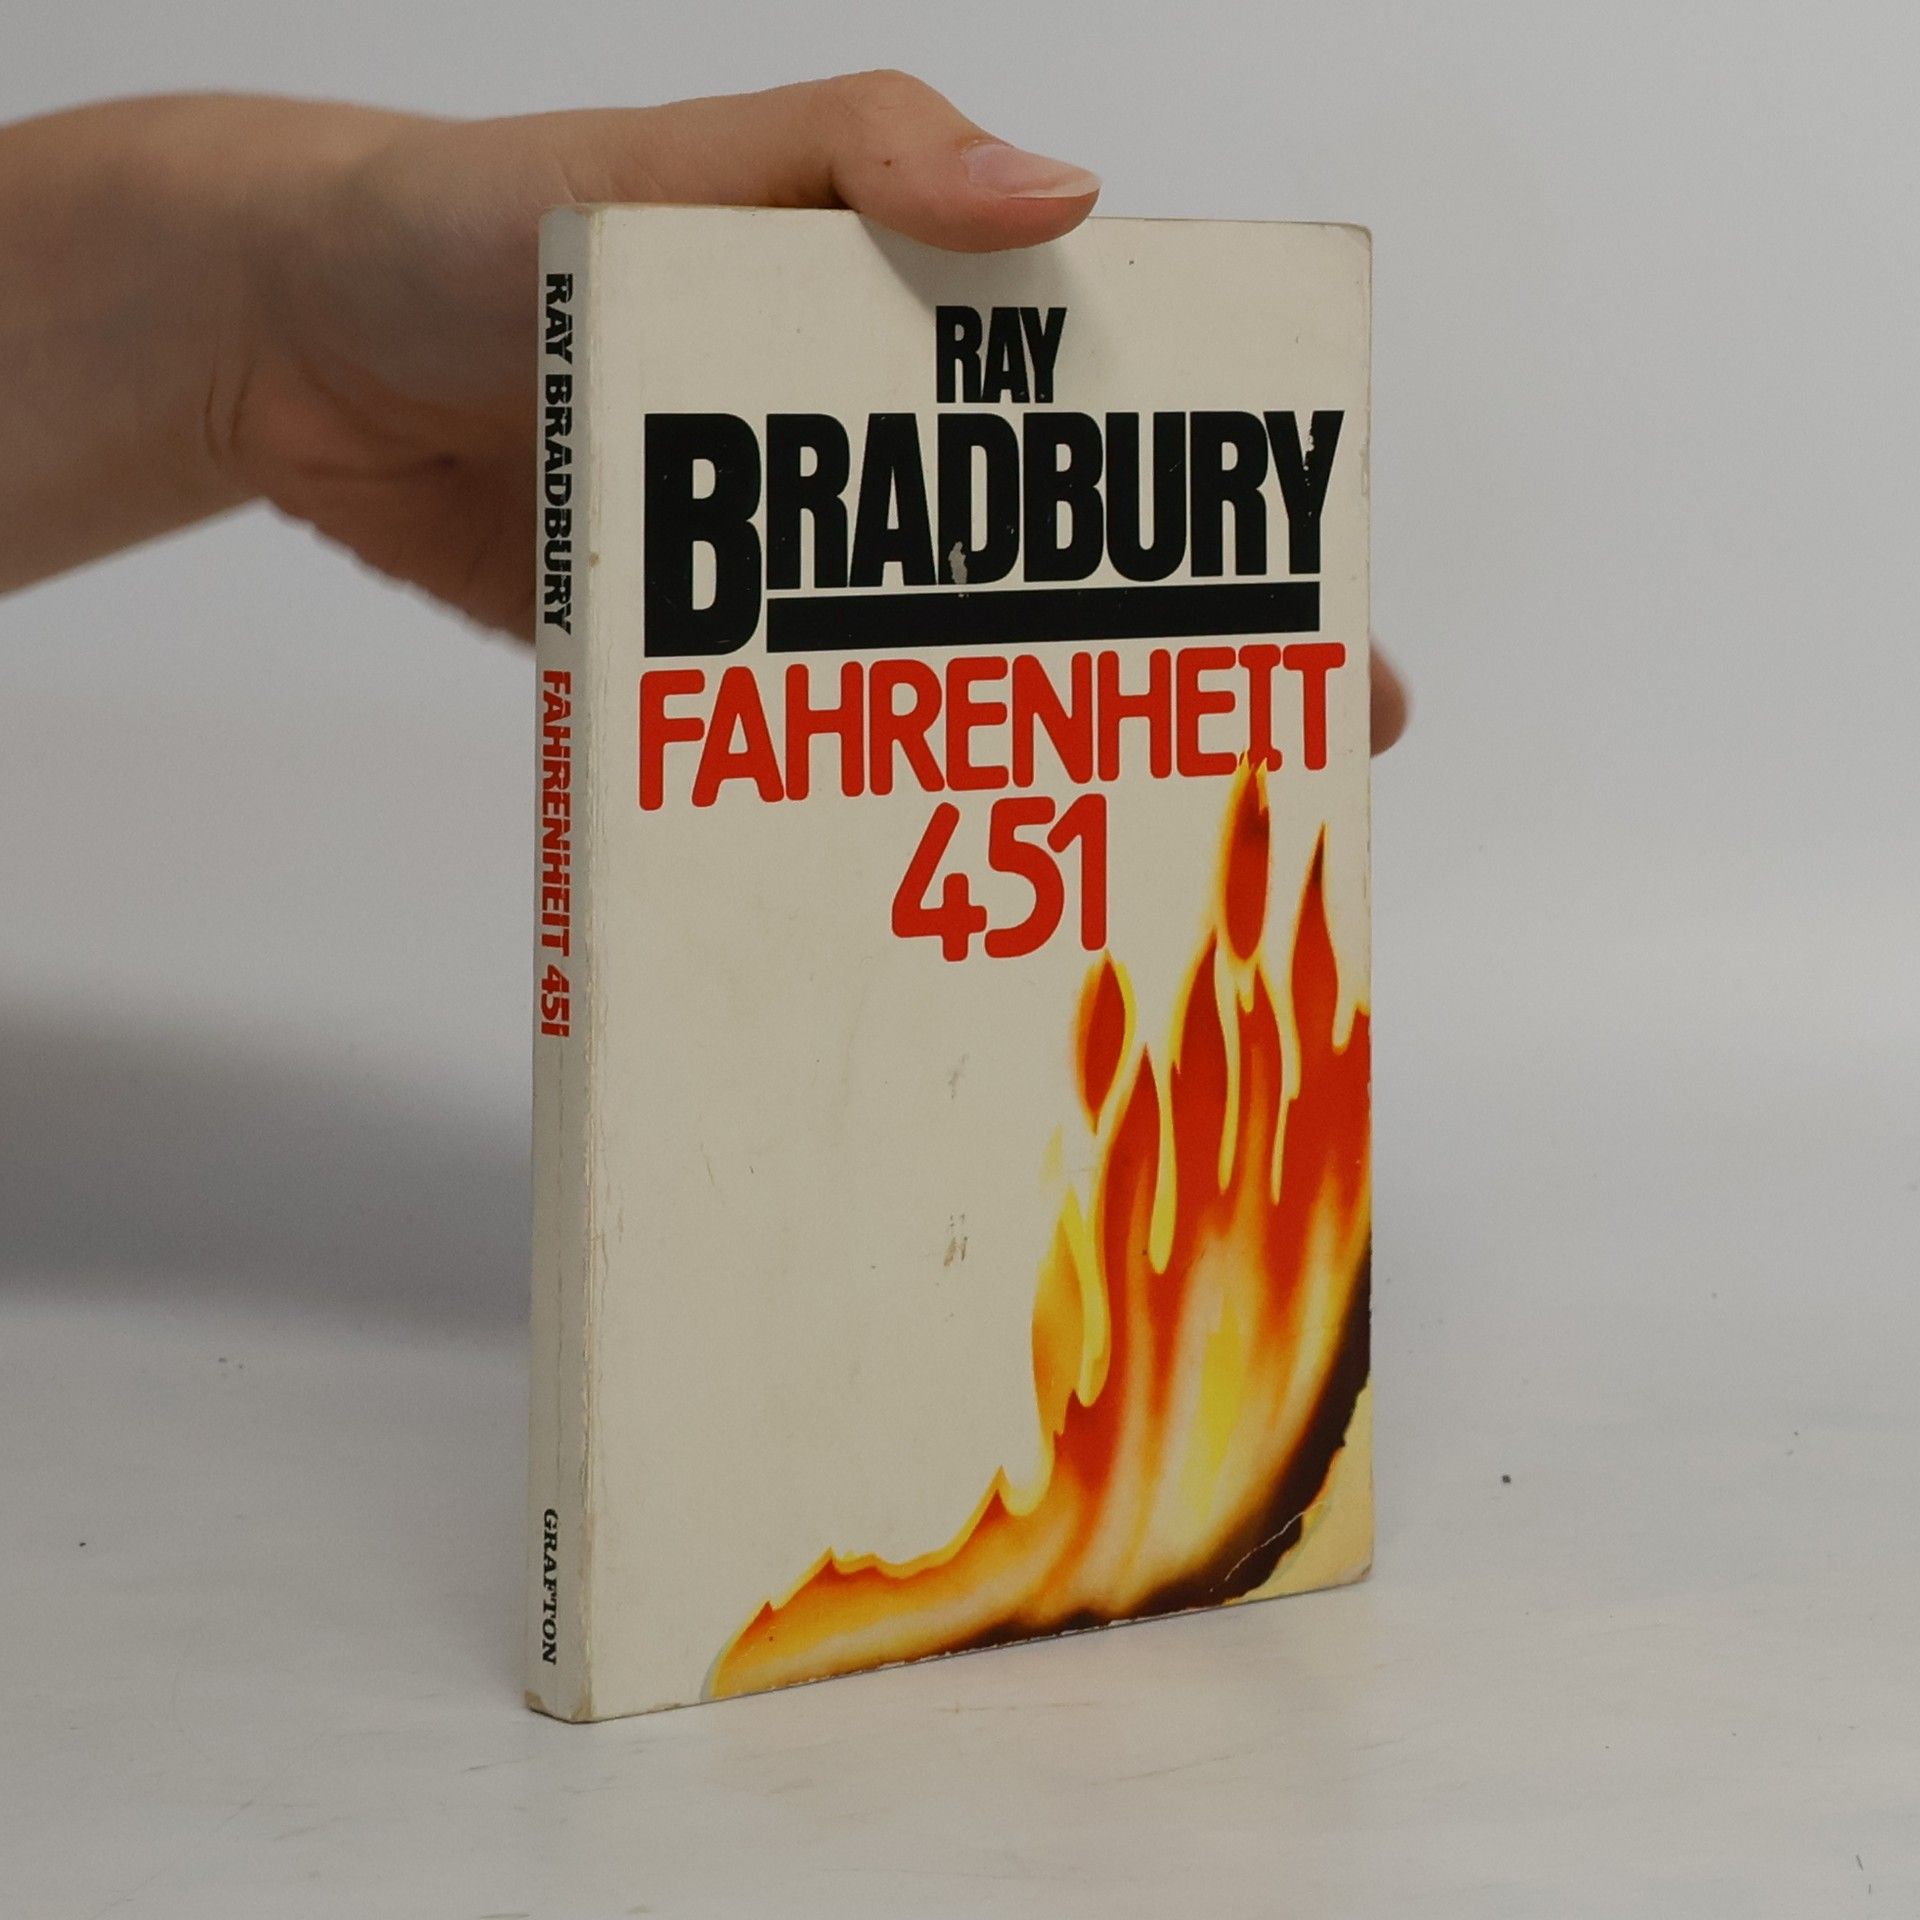 RAY BRADBURY FAHRENHEIT 451
GRAFTON
RAY
BRADBURY
FAHRENHEIT
451